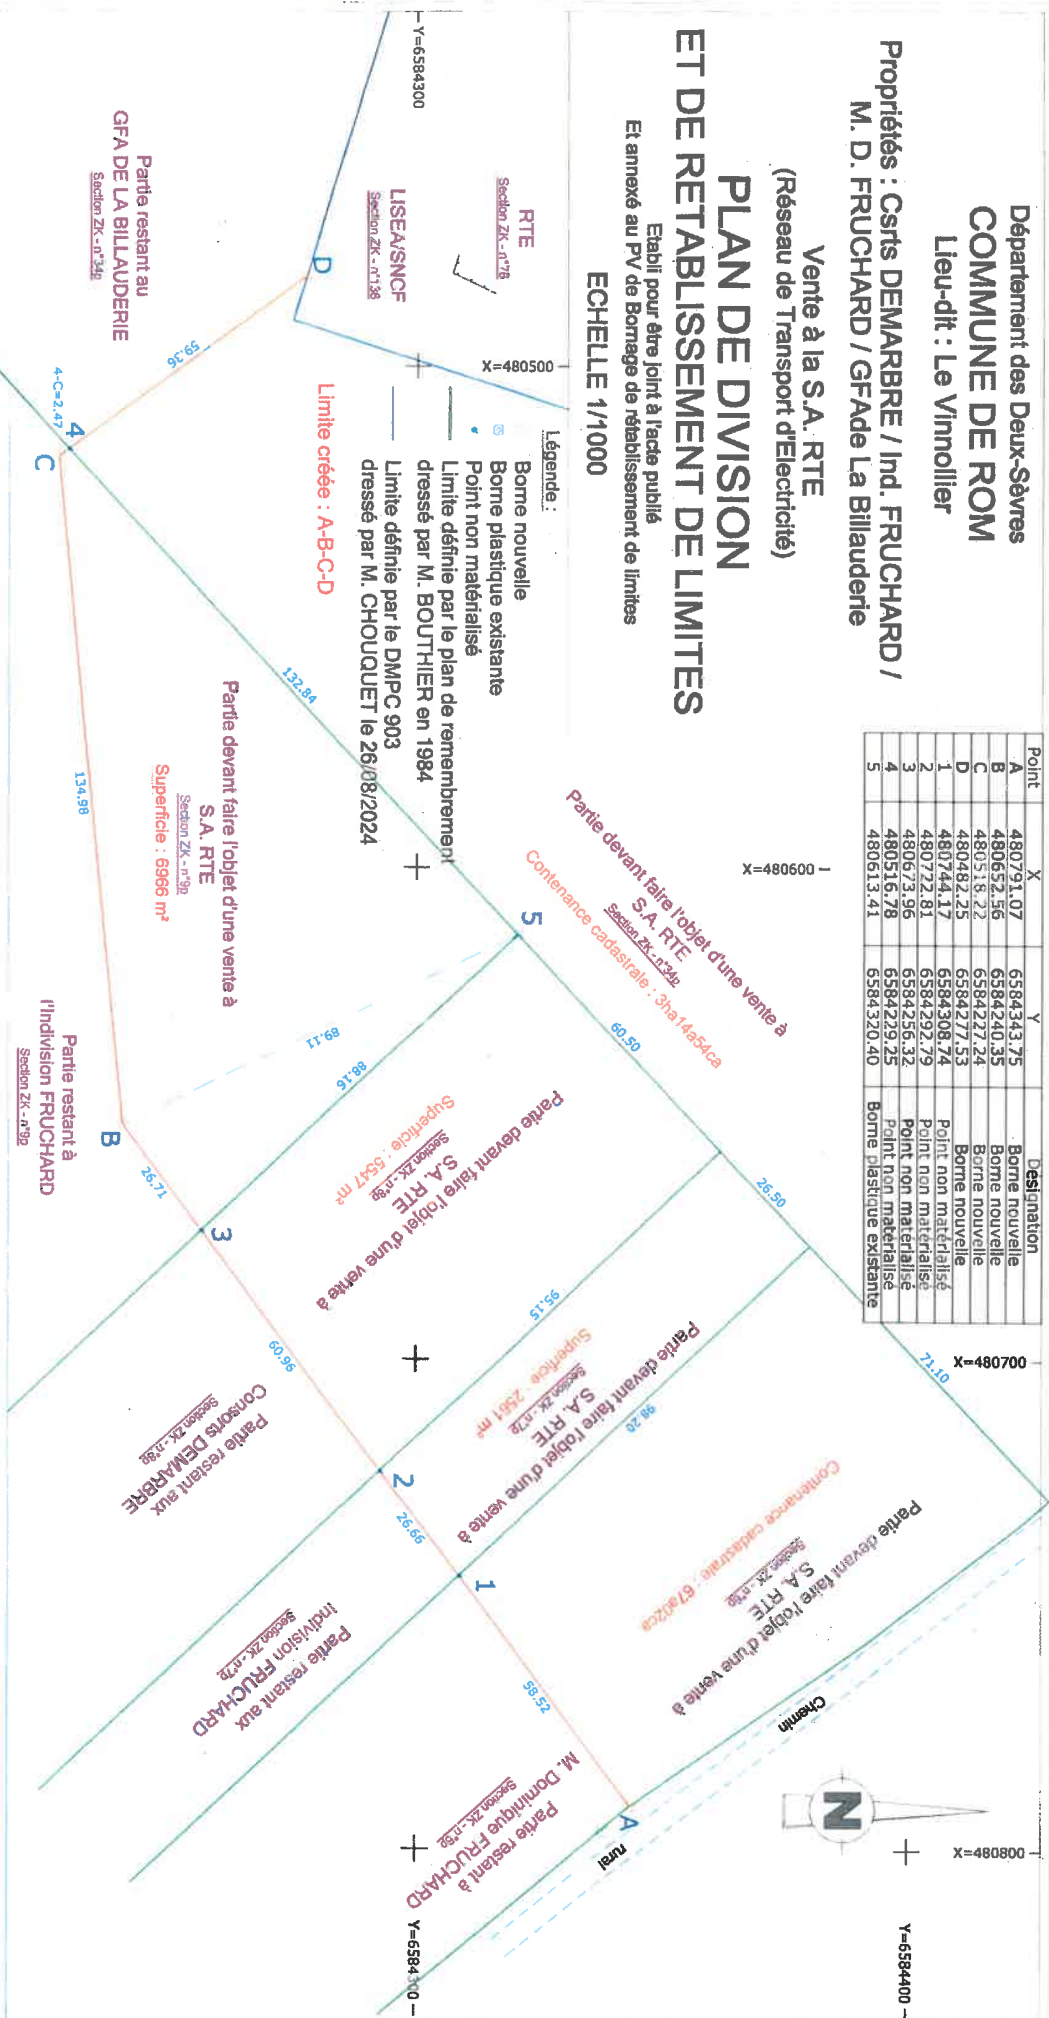 Département des Deux-Sèvres
COMMUNE DE ROM
Lieu-dit : Le Vinnollier
Propriétés : Csrts DEMARBRE / Ind. FRUCHARD /
M. D. FRUCHARD / GFAde La Billauderie
Vente à la S.A. RTE
(Réseau de Transport d'Electricité)
PLAN DE DIVISION
ET DE RETABLISSEMENT DE LIMITES
Etabli pour être joint à l'acte publié
Et annexé au PV de Bornage de rétablissement de limites
ECHELLE 1/1000
Point X Y Désignation
A 480791.07 6584343.75 Borne nouvelle
B 480652.56 6584240.35 Borne nouvelle
C 480518.22 6584227.24 Borne nouvelle
D 480482.25 6584277.53 Borne nouvelle
1 480744.17 6584308.74 Point non matérialisé
2 480722.81 6584292.79 Point non matérialisé
3 480673.96 6584256.32 Point non matérialisé
4 480516.78 6584229.25 Point non matérialisé
5 480613.41 6584320.40 Borne plastique existante
Légende :
Borne nouvelle
Borne plastique existante
Point non matérialisé
Limite définie par le plan de remembrement
dressé par M. BOUTHIER en 1984
Limite définie par le DMPC 903
dressé par M. CHOUQUET le 26/08/2024
Limite créée : A-B-C-D
Y=6584300
X=480500
X=480600
X=480700
X=480800
Y=6584400
Y=6584300
N
RTE
Section ZK - n°76
LISEA/SNCF
Section ZK - n°136
Partie restant au
GFA DE LA BILLAUDERIE
Section ZK - n°34p
D
59.36
4-C=2.47
4
C
132.84
134.98
Partie devant faire l'objet d'une vente à
S.A. RTE
Section ZK - n°9p
Superficie : 6966 m²
Partie devant faire l'objet d'une vente à
S.A. RTE
Section ZK - n°34p
Contenance cadastrale : 3ha14a54ca
5
60.50
89.11
88.16
Partie restant à
l'Indivision FRUCHARD
Section ZK - n°9p
B
26.71
3
Partie devant faire l'objet d'une vente à
S.A. RTE
Section ZK - n°8p
Superficie : 5547 m²
26.50
95.15
60.96
Partie restant aux
Consorts DEMARBRE
Section ZK - n°8p
2
Partie devant faire l'objet d'une vente à
S.A. RTE
Section ZK - n°7p
Superficie : 2561 m²
98.20
71.10
26.66
1
Partie restant aux
Indivision FRUCHARD
Section ZK - n°7p
Partie devant faire l'objet d'une vente à
S.A. RTE
Section ZK - n°6p
Contenance cadastrale : 67a02ca
58.52
A
Chemin
rural
Partie restant à
M. Dominique FRUCHARD
Section ZK - n°6p